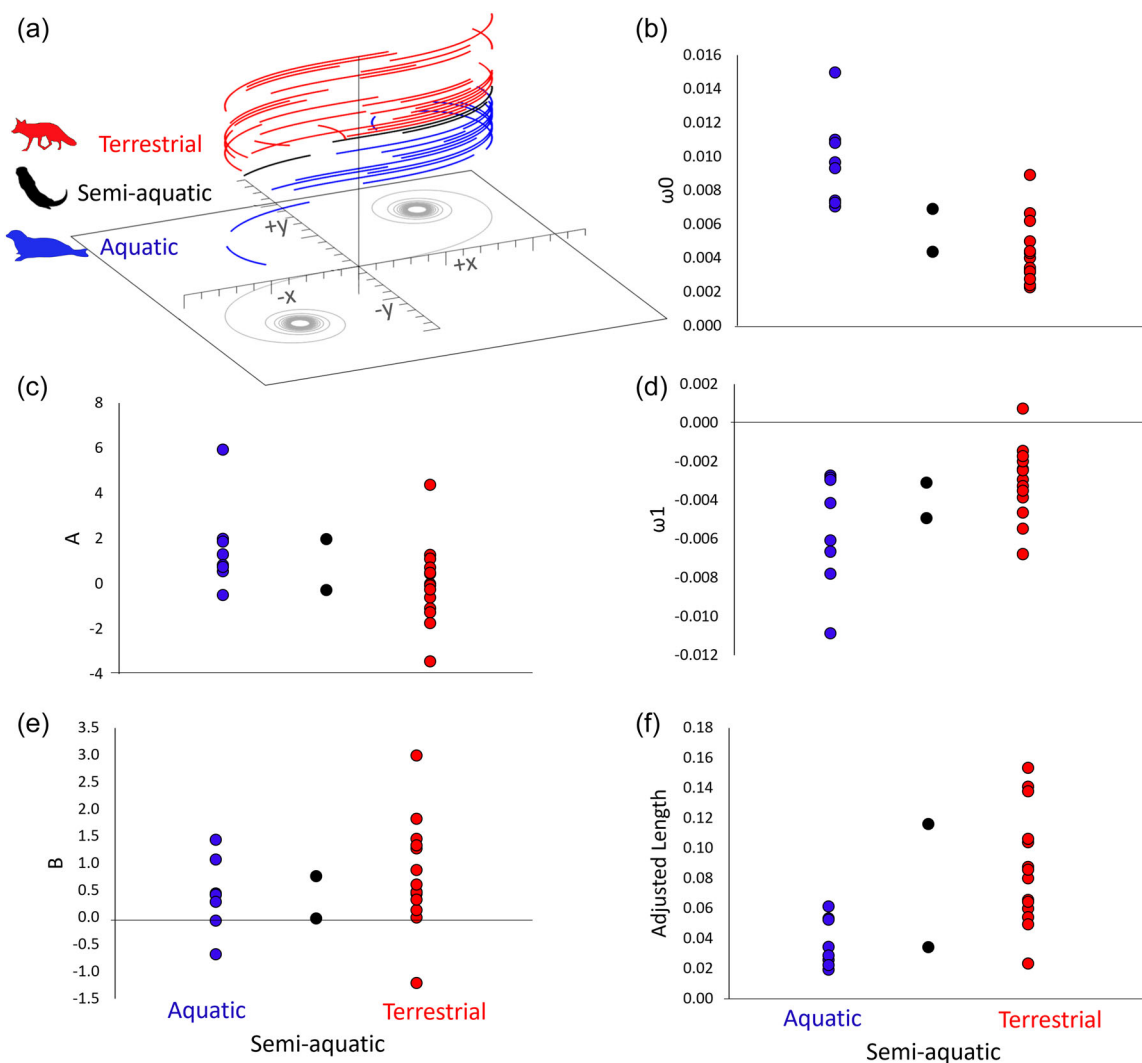 (a)
Terrestrial
Semi-aquatic
Aquatic
+y
+x
-x
-y
(b)
0.016
0.014
0.012
0.010
0.008
0.006
0.004
0.002
0.000
ω0
(c)
8
6
4
2
0
-2
-4
A
(d)
0.002
0.000
-0.002
-0.004
-0.006
-0.008
-0.010
-0.012
ω1
(e)
3.5
3.0
2.5
2.0
1.5
1.0
0.5
0.0
-0.5
-1.0
-1.5
B
Aquatic
Terrestrial
Semi-aquatic
(f)
0.18
0.16
0.14
0.12
0.10
0.08
0.06
0.04
0.02
0.00
Adjusted Length
Aquatic
Terrestrial
Semi-aquatic